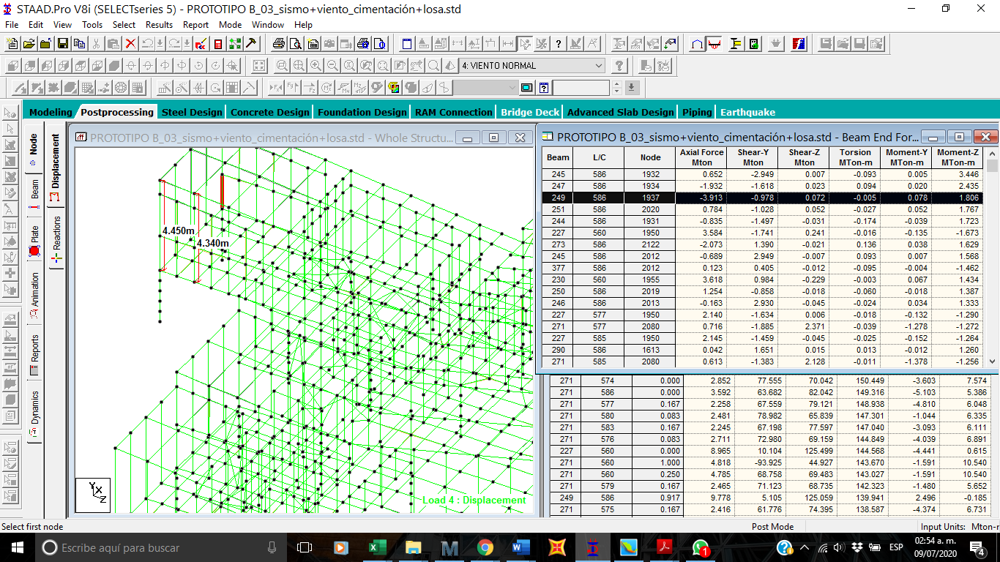 STAAD.Pro V8i (SELECTseries 5) - PROTOTIPO B_03_sismo+viento_cimentación+losa.std
File Edit View Tools Select Results Report Mode Window Help
4: VIENTO NORMAL
Modeling Postprocessing Steel Design Concrete Design Foundation Design RAM Connection Bridge Deck Advanced Slab Design Piping Earthquake
Node
Beam
Plate
Animation
Reports
Dynamics
Displacement
Reactions
PROTOTIPO B_03_sismo+viento_cimentación+losa.std - Whole Structu...
4.450m
4.340m
Y X Z
Load 4 : Displacement
PROTOTIPO B_03_sismo+viento_cimentación+losa.std - Beam End For...
Beam L/C Node Axial Force Mton Shear-Y Mton Shear-Z Mton Torsion MTon-m Moment-Y MTon-m Moment-Z MTon-m
245 586 1932 0.652 -2.949 0.007 -0.093 0.005 3.446
247 586 1934 -1.932 -1.618 0.023 0.094 0.020 2.435
249 586 1937 -3.913 -0.978 0.072 -0.005 0.078 1.806
251 586 2020 0.784 -1.028 0.052 -0.027 0.052 1.767
244 586 1931 -0.835 -1.497 -0.031 -0.174 -0.039 1.723
227 560 1950 3.584 -1.741 0.241 -0.016 -0.135 -1.673
273 586 2122 -2.073 1.390 -0.021 0.136 0.038 1.629
245 586 2012 -0.689 2.949 -0.007 0.093 0.007 1.568
377 586 2012 0.123 0.405 -0.012 -0.095 -0.004 -1.462
230 560 1955 3.618 0.984 -0.229 -0.003 0.067 1.434
250 586 2019 1.254 -0.858 -0.018 -0.060 -0.018 1.387
246 586 2013 -0.163 2.930 -0.045 -0.024 0.034 1.333
227 577 1950 2.140 -1.634 0.006 -0.018 -0.132 -1.290
271 577 2080 0.716 -1.885 2.371 -0.039 -1.278 -1.272
227 585 1950 2.145 -1.459 -0.045 -0.025 -0.152 -1.264
290 586 1613 0.042 1.651 0.015 0.013 -0.012 1.260
271 585 2080 0.613 -1.383 2.128 -0.011 -1.378 -1.256
271 574 0.000 2.852 77.555 70.042 150.449 -3.603 7.574
271 586 0.000 3.592 63.682 82.042 149.316 -5.103 5.386
271 577 0.167 2.258 67.559 79.121 148.938 -4.810 6.048
271 580 0.083 2.481 78.982 65.839 147.301 -1.044 6.335
271 583 0.167 2.245 67.198 77.597 147.040 -3.093 6.111
271 576 0.083 2.711 72.980 69.159 144.849 -4.039 6.891
227 560 0.000 8.965 10.104 125.499 144.568 -4.441 0.615
271 560 1.000 4.818 -93.925 44.927 143.670 -1.591 10.540
271 560 0.250 4.785 68.758 69.483 143.027 -1.591 10.540
271 579 0.167 2.465 71.123 68.735 142.323 -1.480 5.652
249 586 0.917 9.778 5.105 125.059 139.941 2.496 -0.185
271 575 0.167 2.416 61.776 74.395 138.587 -4.374 6.731
Select first node Post Mode Input Units: Mton-m
Escribe aquí para buscar
ESP
02:54 a. m.
09/07/2020
4